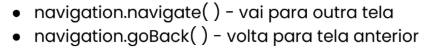 ● navigation.navigate( ) - vai para outra tela
● navigation.goBack( ) - volta para tela anterior